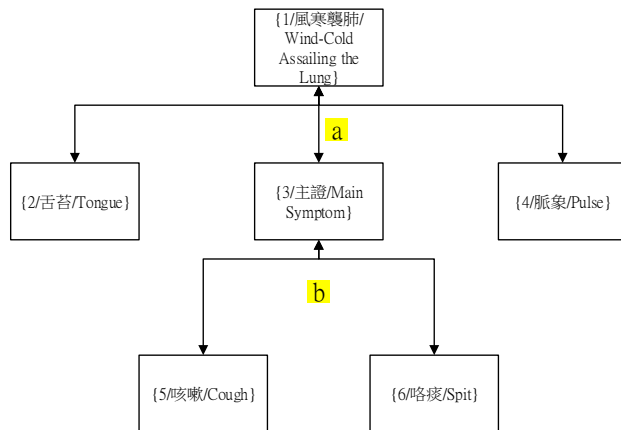 {1/風寒襲肺/
Wind-Cold
Assailing the
Lung}
a
{2/舌苔/Tongue}
{3/主證/Main
Symptom}
{4/脈象/Pulse}
b
{5/咳嗽/Cough}
{6/咯痰/Spit}